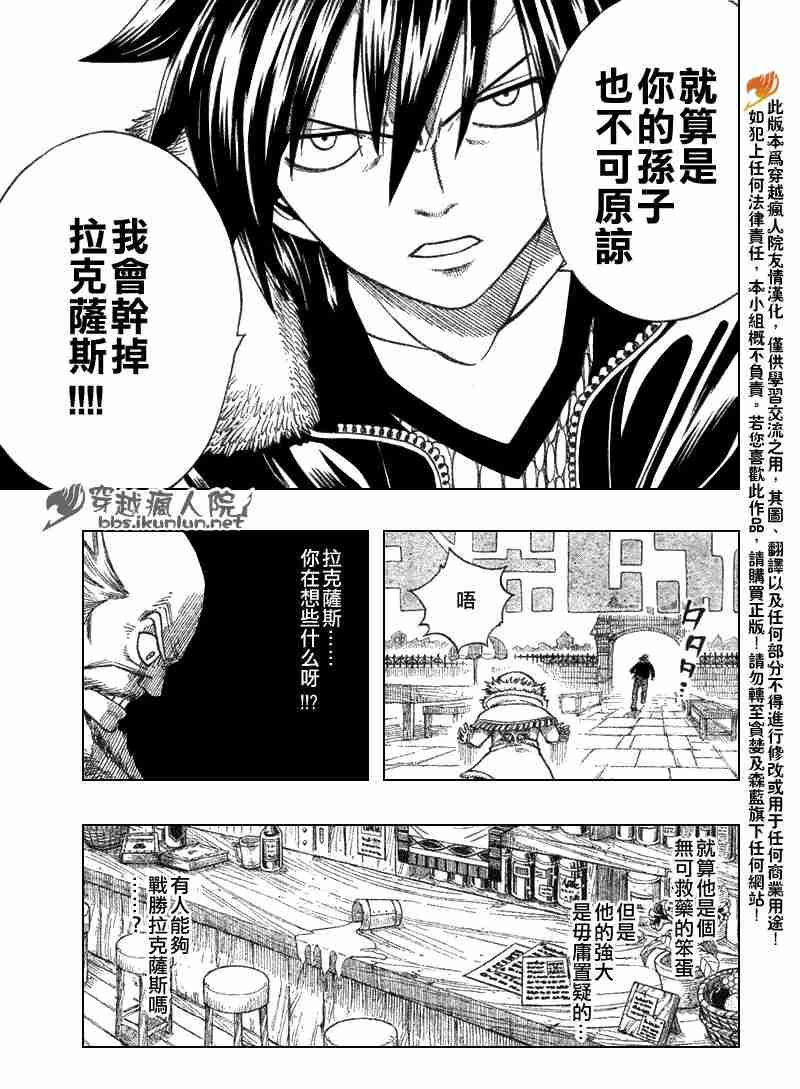 就算是
你的孫子
也不可原諒
我會幹掉
拉克薩斯
!!!!
穿越瘋人院
bbs.ikunlun.net
唔
タタタ…
拉克薩斯……
你在想些什么呀
!!?
就算他是個
無可救藥的笨蛋
但是
他的強大
是毋庸置疑的…
有人能夠
戰勝拉克薩斯嗎
……?
此版本爲穿越瘋人院友情漢化，僅供學習交流之用，其圖、翻譯以及任何部分不得進行修改或用于任何商業用途！
如犯上任何法律責任，本小組概不負責。若您喜歡此作品，請購買正版！請勿轉至貪婪及森藍旗下任何網站！